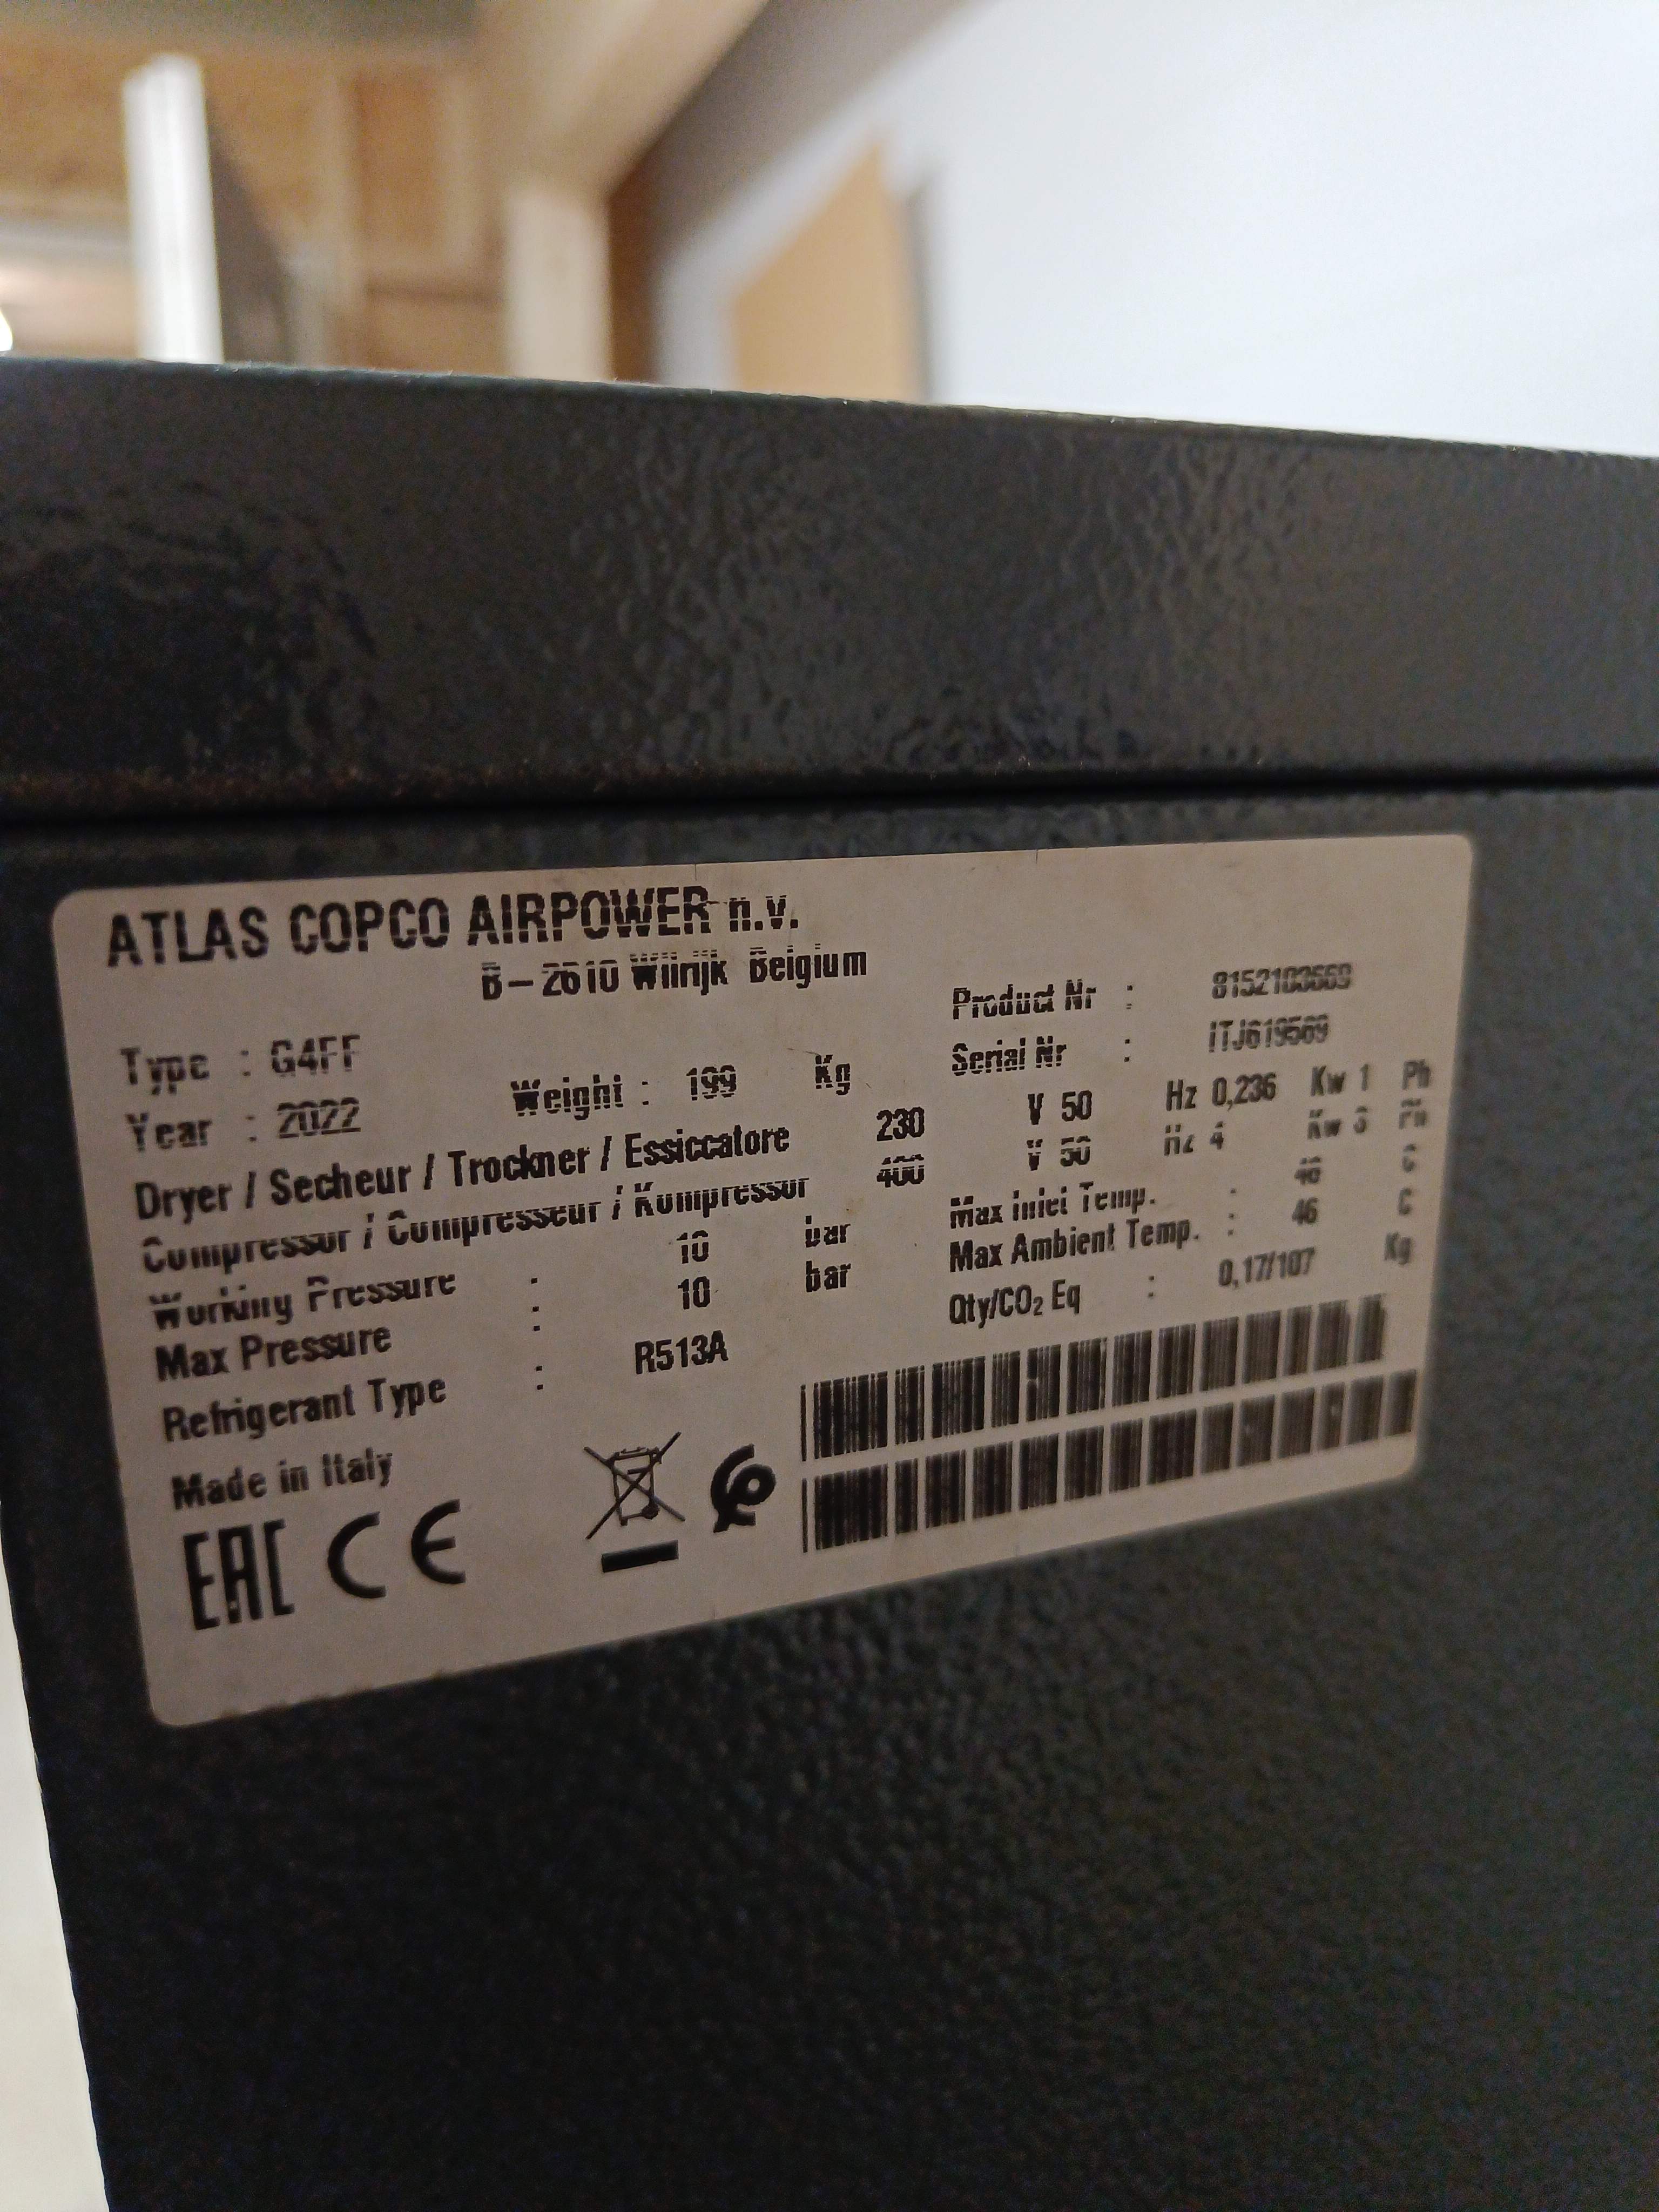 ATLAS COPCO AIRPOWER n.v.
B-2610 Wilrijk Belgium
Product Nr : 8152103669
Serial Nr : ITJ619569
Type : G4FF
Year : 2022 Weight : 199 Kg
Dryer / Secheur / Trockner / Essiccatore 230 V 50 Hz 0,236 Kw 1 Ph
Compressor / Compresseur / Kompressor 400 V 50 Hz 4 Kw 3 Ph
Working Pressure : 10 bar Max Inlet Temp. : 46 C
Max Pressure : 10 bar Max Ambient Temp. : 46 C
Refrigerant Type : R513A Qty/CO₂ Eq : 0,17/107 Kg
Made in Italy
EAC CE